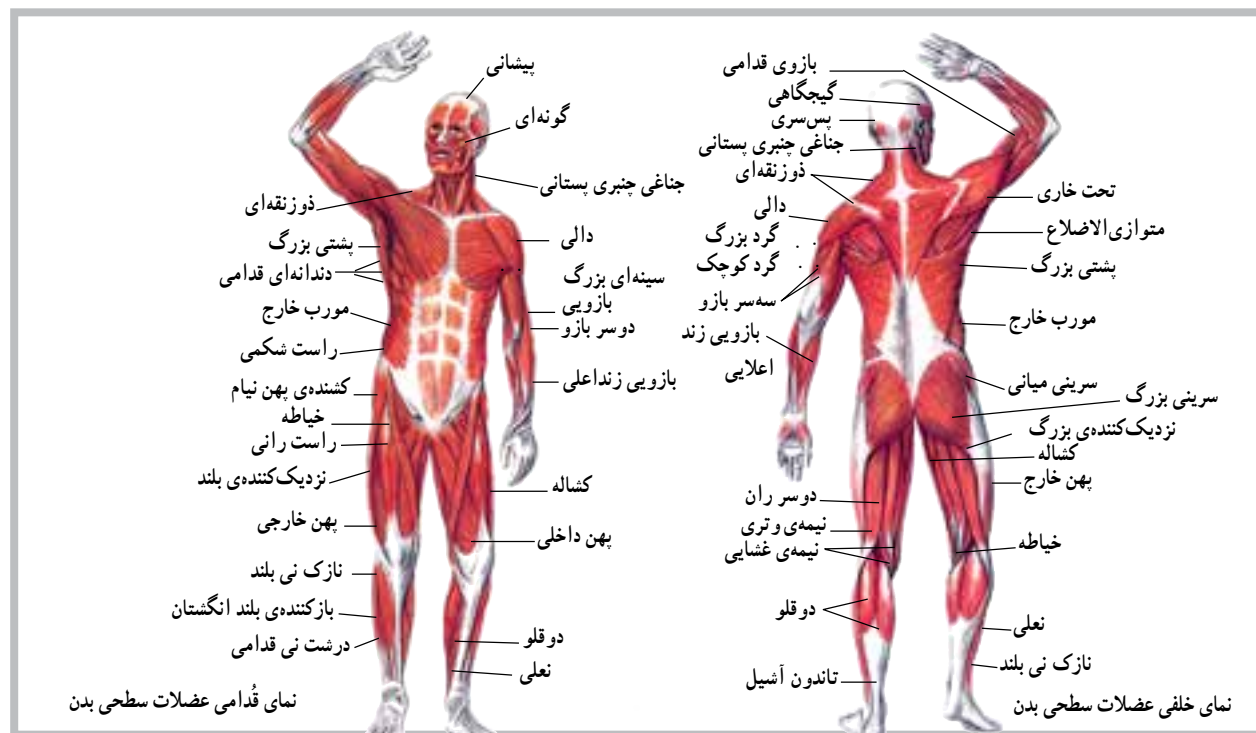 پیشانی
گونه‌ای
جناغی چنبری پستانی
ذوزنقه‌ای
پشتی بزرگ
دندانه‌ای قدامی
مورب خارج
راست شکمی
کشنده‌ی پهن نیام
خیاطه
راست رانی
نزدیک‌کننده‌ی بلند
پهن خارجی
نازک نی بلند
بازکننده‌ی بلند انگشتان
درشت نی قدامی
دالی
سینه‌ای بزرگ
بازویی
دوسر بازو
بازویی زنداعلی
کشاله
پهن داخلی
دوقلو
نعلی
نمای قُدامی عضلات سطحی بدن
بازوی قدامی
گیجگاهی
پس‌سری
جناغی چنبری پستانی
ذوزنقه‌ای
دالی
گرد بزرگ
گرد کوچک
سه‌سر بازو
بازویی زند
اعلایی
دوسر ران
نیمه‌ی وتری
نیمه‌ی غشایی
دوقلو
تاندون آشیل
تحت خاری
متوازی‌الاضلاع
پشتی بزرگ
مورب خارج
سرینی میانی
سرینی بزرگ
نزدیک‌کننده‌ی بزرگ
کشاله
پهن خارج
خیاطه
نعلی
نازک نی بلند
نمای خلفی عضلات سطحی بدن